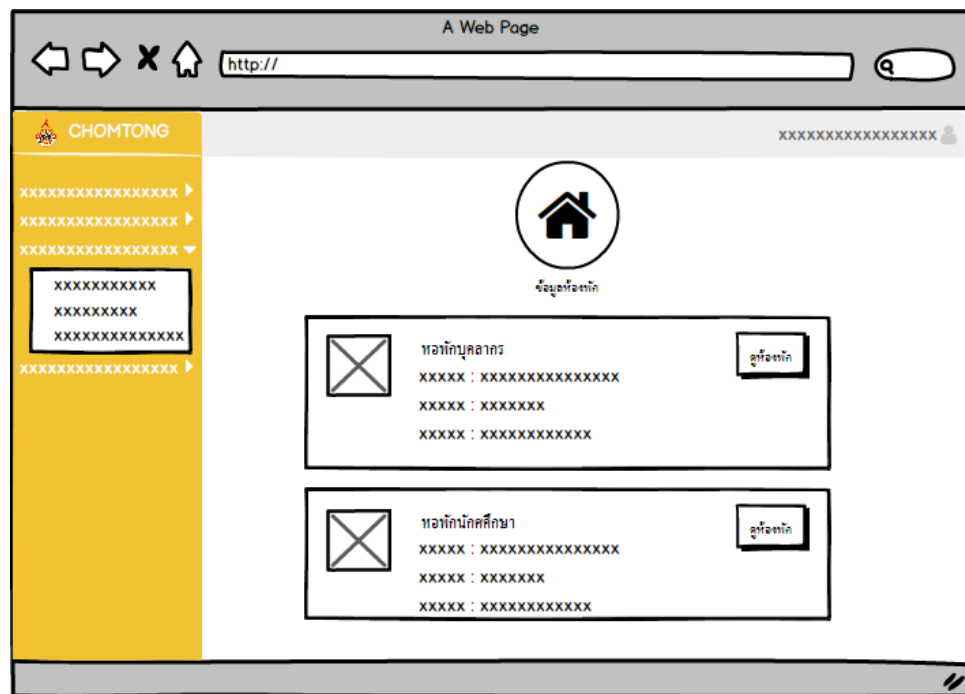 A Web Page
http://
CHOMTONG
xxxxxxxxxxxxxxxxx
xxxxxxxxxxxxxxxxx
xxxxxxxxxxxxxxxxx
xxxxxxxxxxxxxxxxx
xxxxxxxxxxx
xxxxxxxxx
xxxxxxxxxxxxxx
xxxxxxxxxxxxxxxxx
ข้อมูลห้องพัก
หอพักบุคลากร
ดูห้องพัก
xxxxx : xxxxxxxxxxxxxxx
xxxxx : xxxxxxx
xxxxx : xxxxxxxxxxxx
หอพักนักศึกษา
ดูห้องพัก
xxxxx : xxxxxxxxxxxxxxx
xxxxx : xxxxxxx
xxxxx : xxxxxxxxxxxx